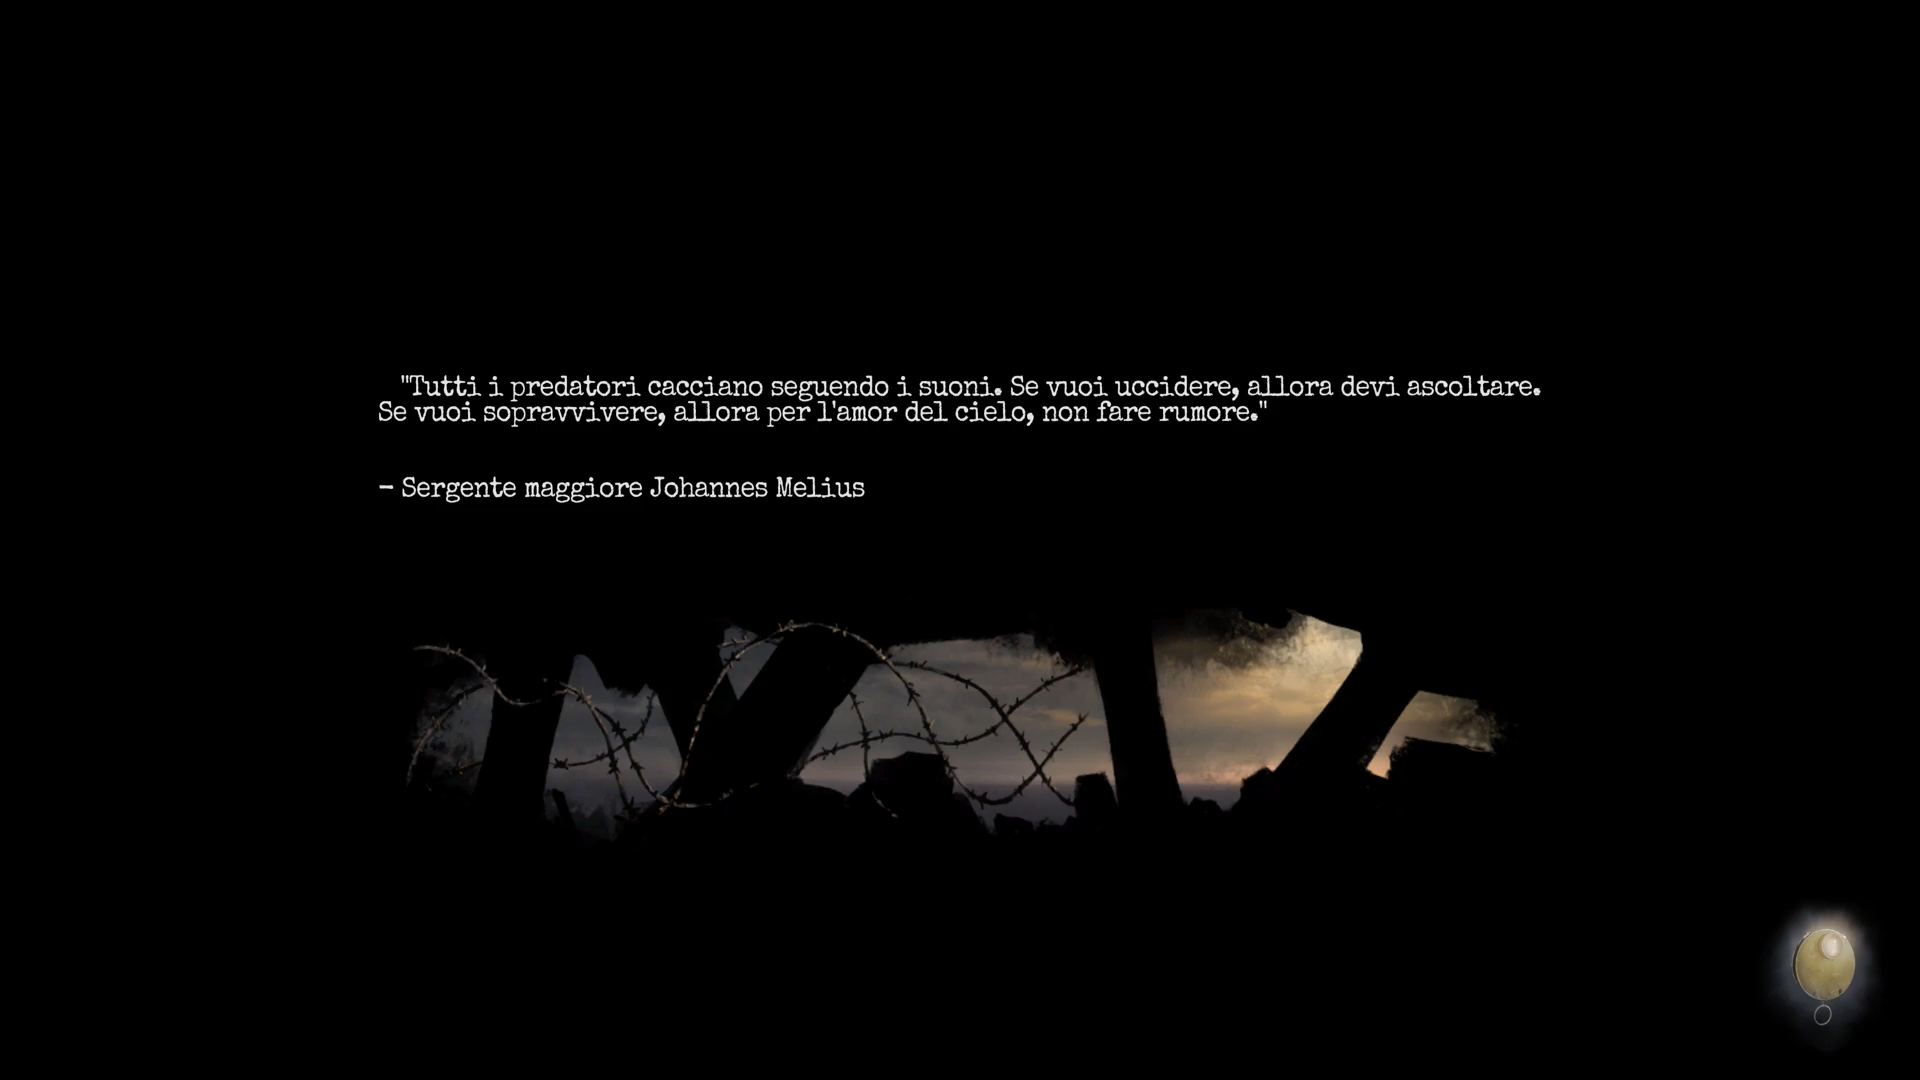 "Tutti i predatori cacciano seguendo i suoni. Se vuoi uccidere, allora devi ascoltare.
Se vuoi sopravvivere, allora per l'amor del cielo, non fare rumore."
– Sergente maggiore Johannes Melius